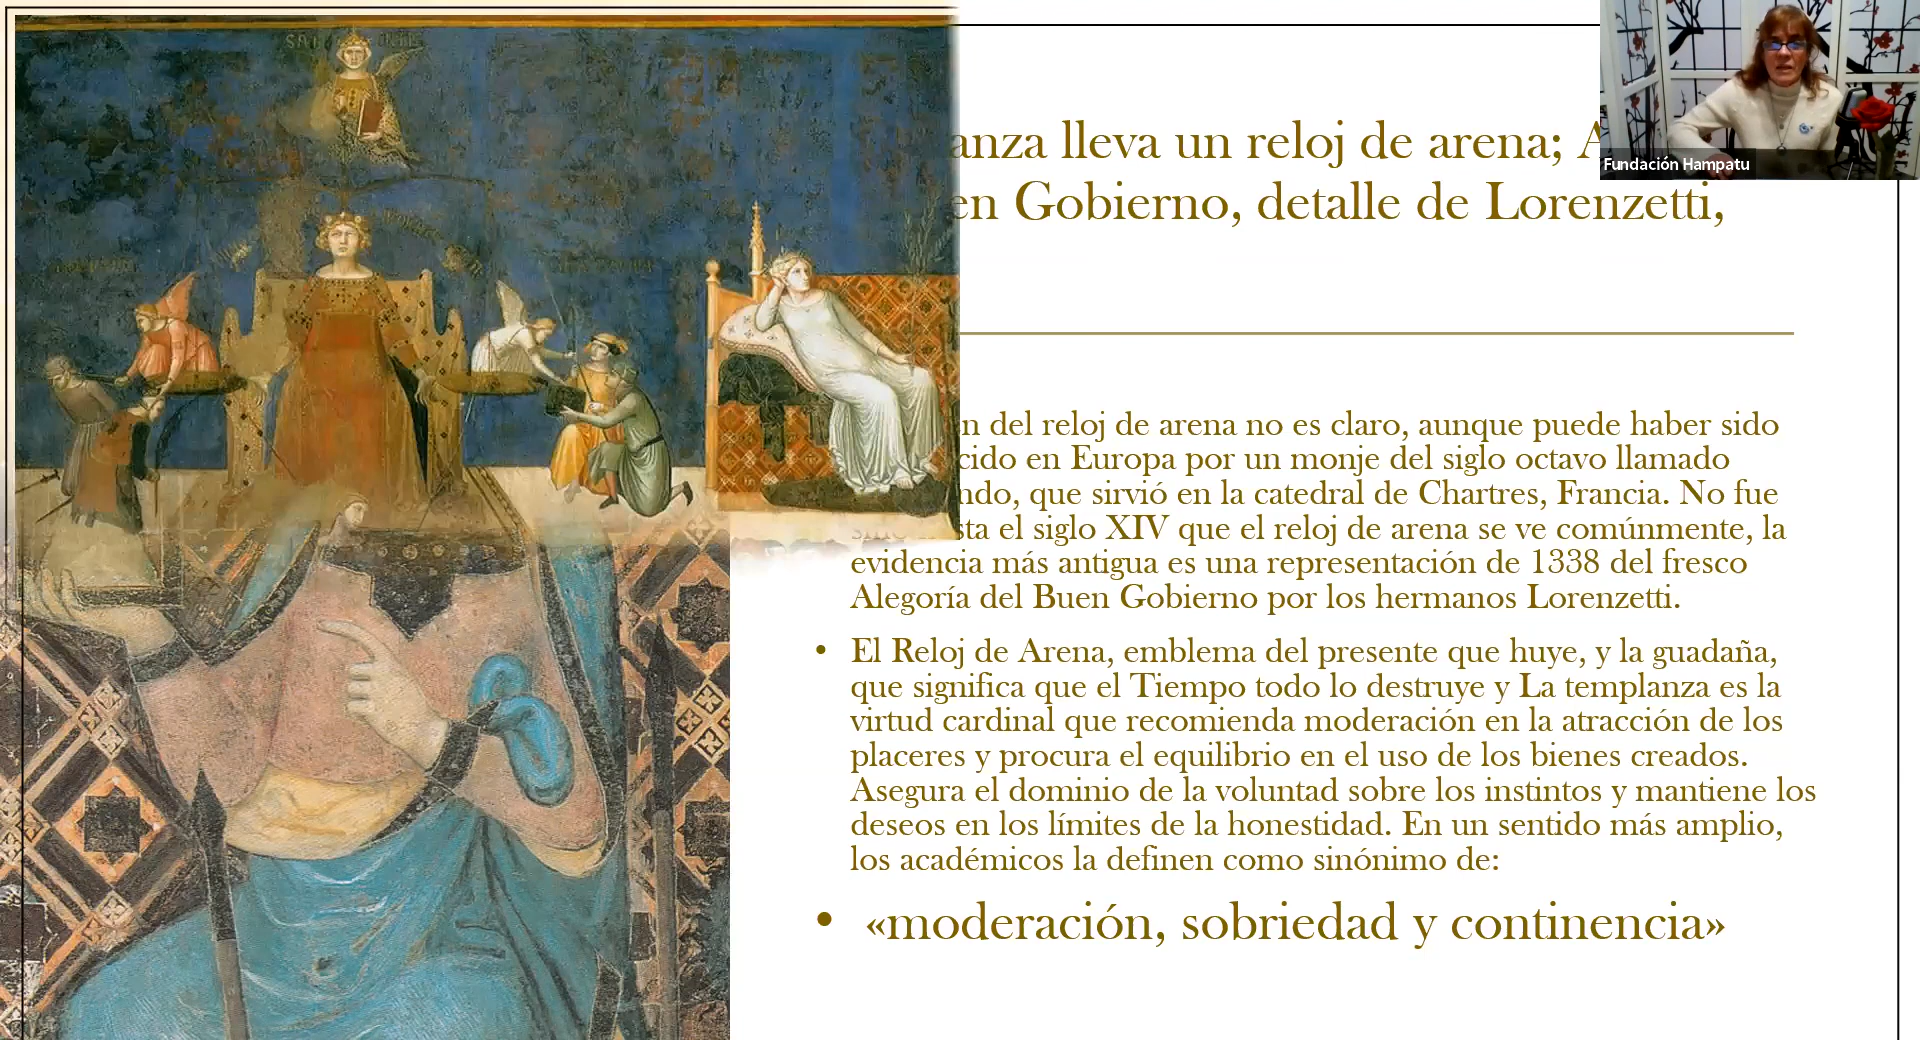 anza lleva un reloj de arena; A
en Gobierno, detalle de Lorenzetti,
Fundación Hampatu
n del reloj de arena no es claro, aunque puede haber sido
cido en Europa por un monje del siglo octavo llamado
ndo, que sirvió en la catedral de Chartres, Francia. No fue
sta el siglo XIV que el reloj de arena se ve comúnmente, la
evidencia más antigua es una representación de 1338 del fresco
Alegoría del Buen Gobierno por los hermanos Lorenzetti.
• El Reloj de Arena, emblema del presente que huye, y la guadaña,
que significa que el Tiempo todo lo destruye y La templanza es la
virtud cardinal que recomienda moderación en la atracción de los
placeres y procura el equilibrio en el uso de los bienes creados.
Asegura el dominio de la voluntad sobre los instintos y mantiene los
deseos en los límites de la honestidad. En un sentido más amplio,
los académicos la definen como sinónimo de:
• «moderación, sobriedad y continencia»